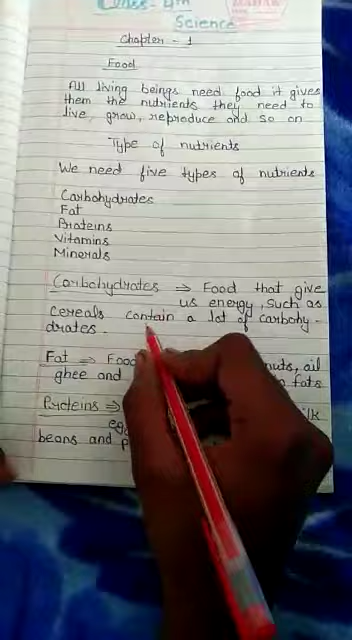 Science
Chapter - 1
Food
All living beings need food it gives
them the nutrients they need to
live, grow, reproduce and so on
Type of nutrients
We need five types of nutrients
Carbohydrates
Fat
Proteins
Vitamins
Minerals
Carbohydrates ⇒ Food that give
us energy, such as
cereals contain a lot of carbohy-
drates.
Fat ⇒ Food nuts, oil
ghee and fats
Proteins ⇒
beans and